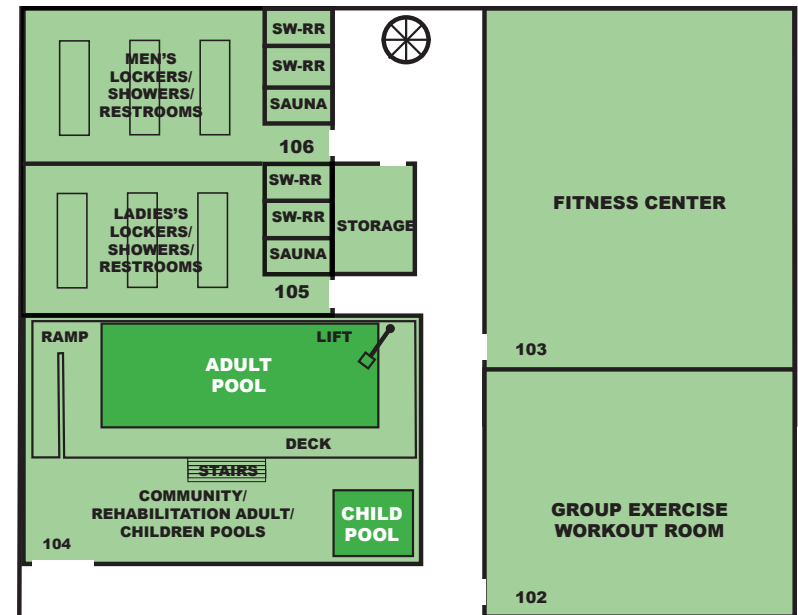 SW-RR
SW-RR
SAUNA
MEN'S
LOCKERS/
SHOWERS/
RESTROOMS
106
SW-RR
SW-RR
SAUNA
STORAGE
LADIES'S
LOCKERS/
SHOWERS/
RESTROOMS
105
FITNESS CENTER
103
RAMP
LIFT
ADULT
POOL
DECK
STAIRS
COMMUNITY/
REHABILITATION ADULT/
CHILDREN POOLS
CHILD
POOL
104
GROUP EXERCISE
WORKOUT ROOM
102